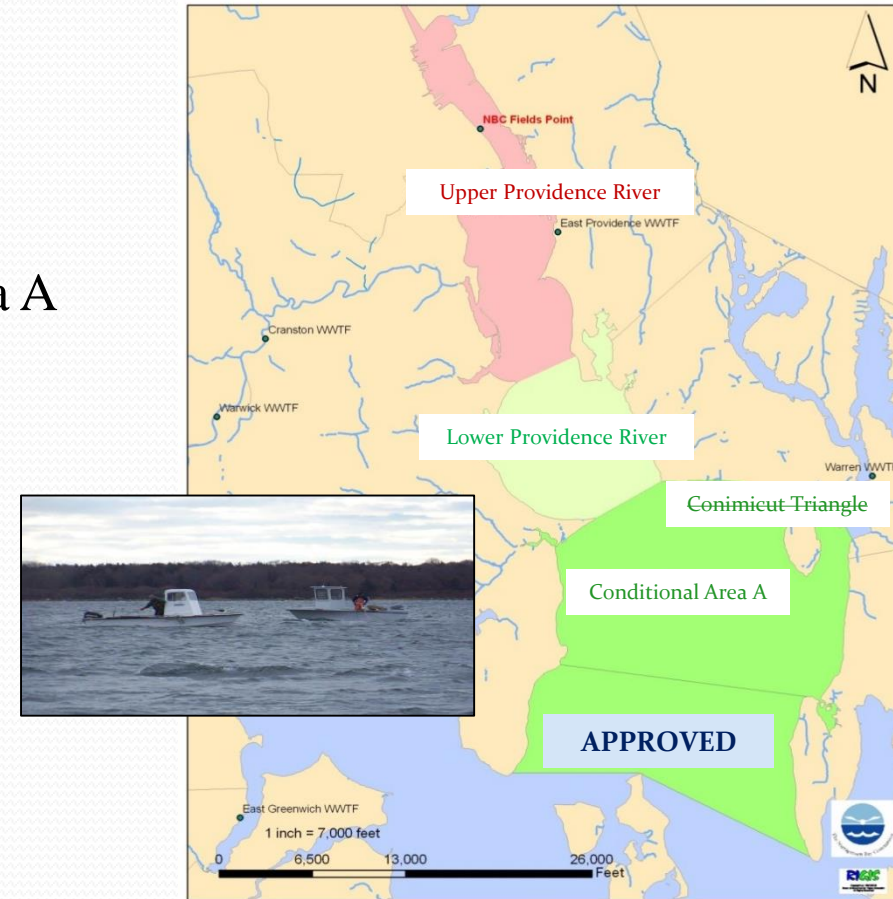 N
NBC Fields Point
Upper Providence River
East Providence WWTF
a A
Cranston WWTF
Warwick WWTF
Lower Providence River
Warren WWTF
Conimicut Triangle
Conditional Area A
APPROVED
East Greenwich WWTF
1 inch = 7,000 feet
0 6,500 13,000 26,000
Feet
RIGIS